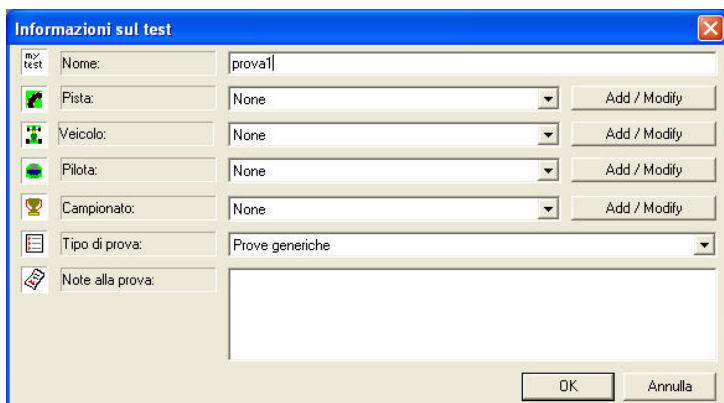 Informazioni sul test
my test Nome: prova1
Pista: None Add / Modify
Veicolo: None Add / Modify
Pilota: None Add / Modify
Campionato: None Add / Modify
Tipo di prova: Prove generiche
Note alla prova:
OK Annulla